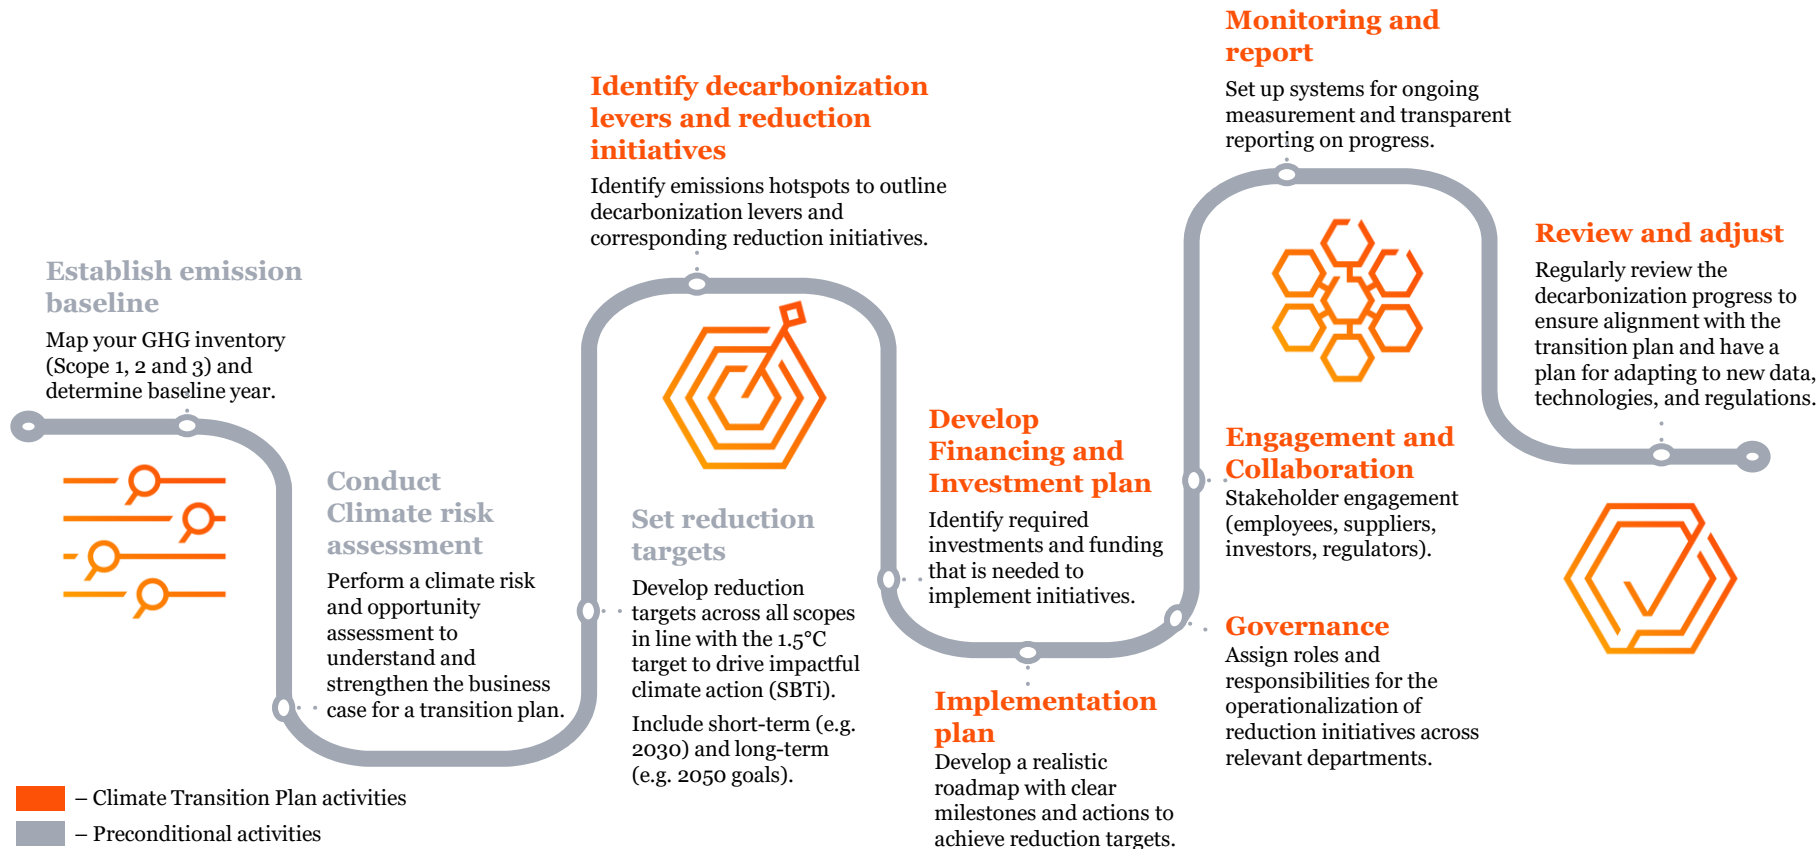 Establish emission
baseline
Map your GHG inventory
(Scope 1, 2 and 3) and
determine baseline year.
Conduct
Climate risk
assessment
Perform a climate risk
and opportunity
assessment to
understand and
strengthen the business
case for a transition plan.
Set reduction
targets
Develop reduction
targets across all scopes
in line with the 1.5°C
target to drive impactful
climate action (SBTi).
Include short-term (e.g.
2030) and long-term
(e.g. 2050 goals).
Identify decarbonization
levers and reduction
initiatives
Identify emissions hotspots to outline
decarbonization levers and
corresponding reduction initiatives.
Develop
Financing and
Investment plan
Identify required
investments and funding
that is needed to
implement initiatives.
Implementation
plan
Develop a realistic
roadmap with clear
milestones and actions to
achieve reduction targets.
Governance
Assign roles and
responsibilities for the
operationalization of
reduction initiatives across
relevant departments.
Engagement and
Collaboration
Stakeholder engagement
(employees, suppliers,
investors, regulators).
Monitoring and
report
Set up systems for ongoing
measurement and transparent
reporting on progress.
Review and adjust
Regularly review the
decarbonization progress to
ensure alignment with the
transition plan and have a
plan for adapting to new data,
technologies, and regulations.
– Climate Transition Plan activities
– Preconditional activities